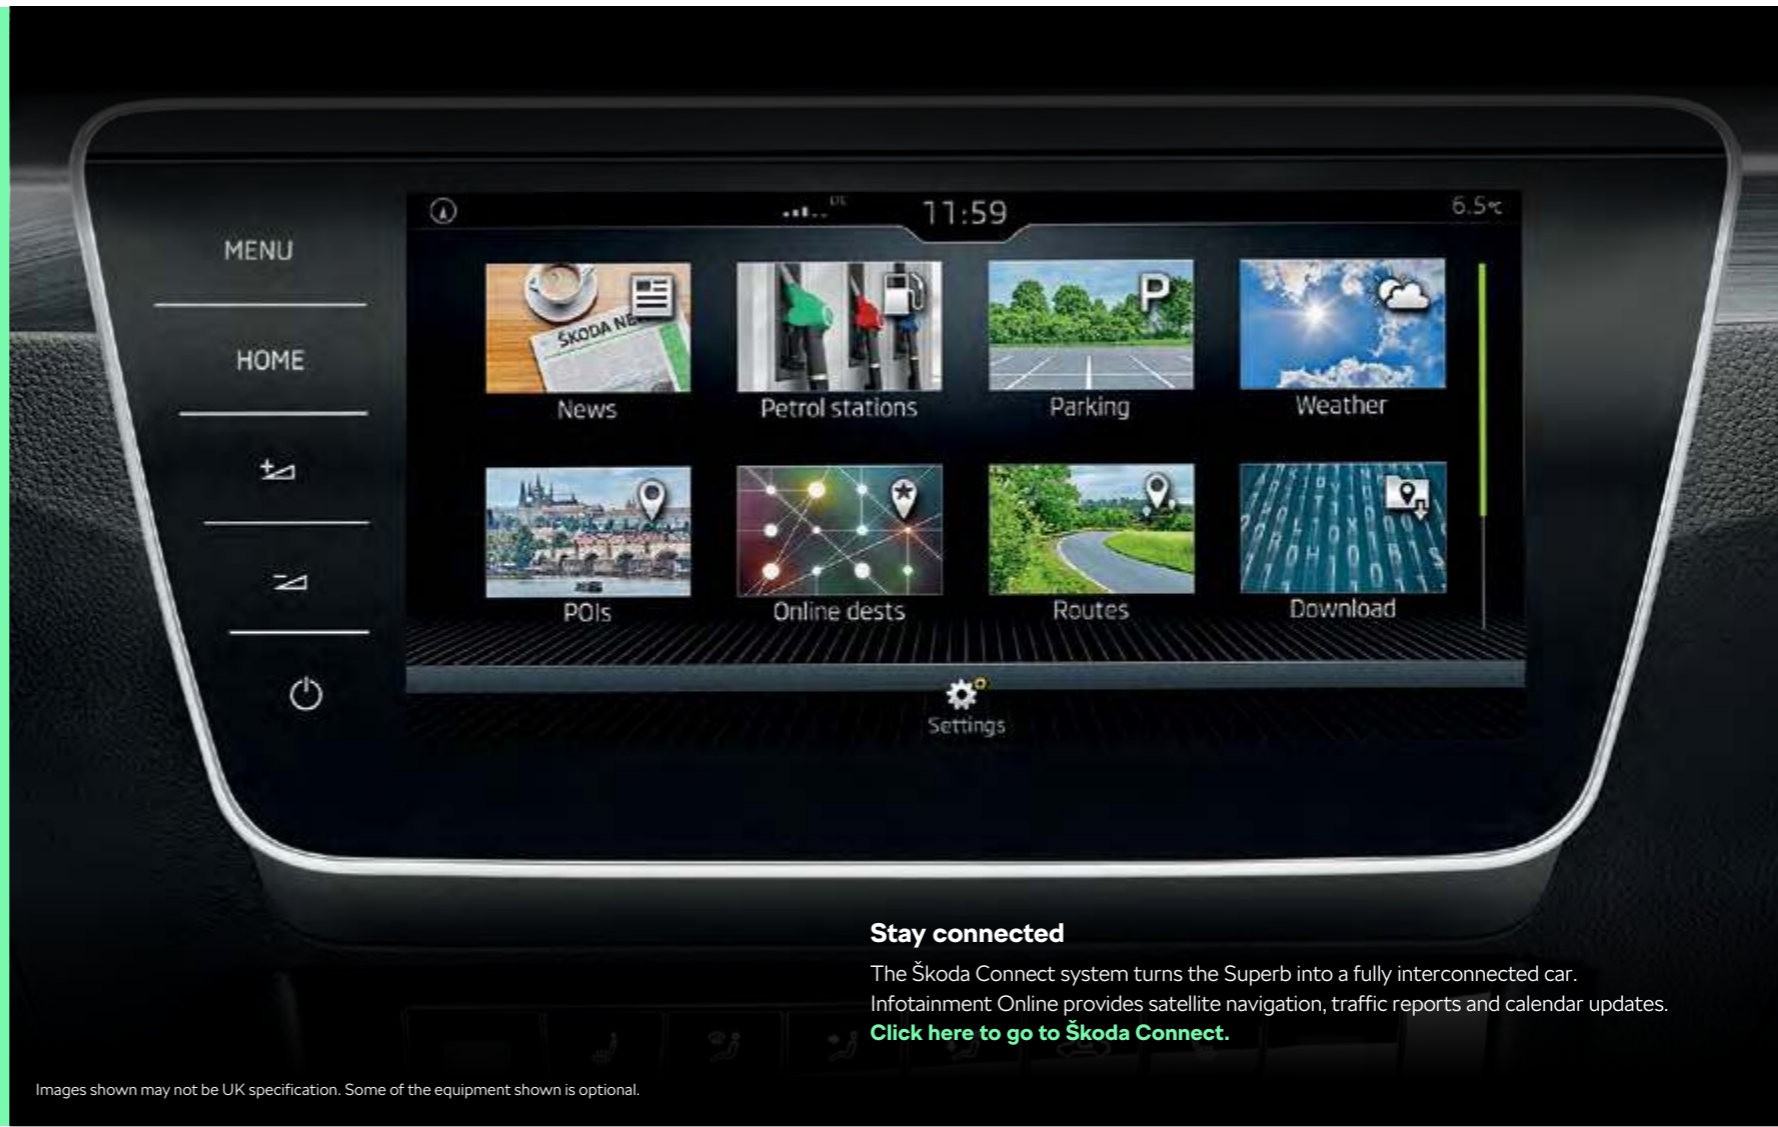 11:59
6.5°C
MENU
HOME
ŠKODA NE
P
News
Petrol stations
Parking
Weather
POIs
Online dests
Routes
Download
Settings
Stay connected
The Škoda Connect system turns the Superb into a fully interconnected car.
Infotainment Online provides satellite navigation, traffic reports and calendar updates.
Click here to go to Škoda Connect.
Images shown may not be UK specification. Some of the equipment shown is optional.